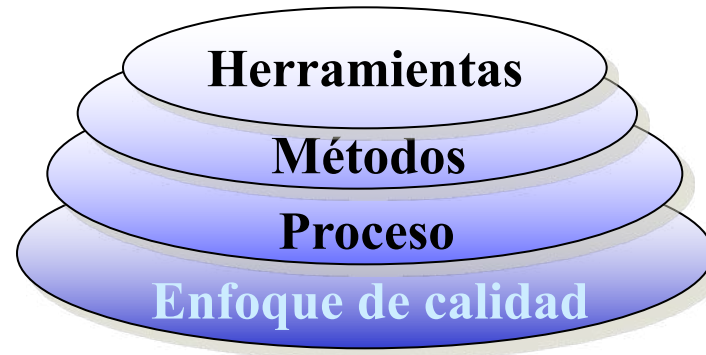 Herramientas
Métodos
Proceso
Enfoque de calidad